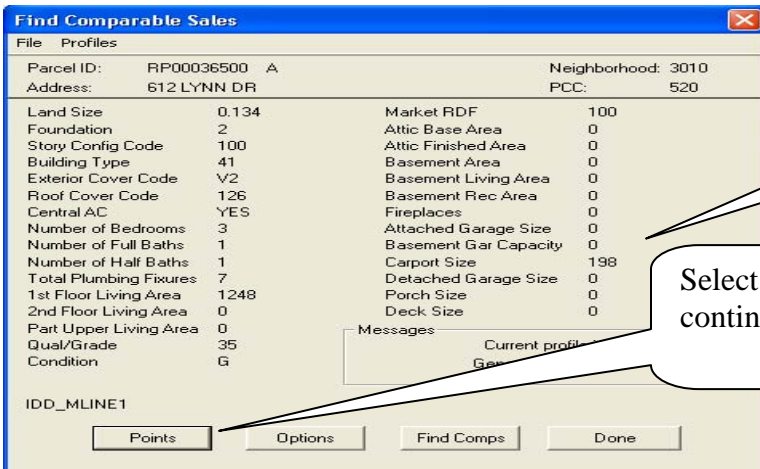 Find Comparable Sales
File Profiles
Parcel ID: RP00036500 A Neighborhood: 3010
Address: 612 LYNN DR PCC: 520
Land Size 0.134 Market RDF 100
Foundation 2 Attic Base Area 0
Story Config Code 100 Attic Finished Area 0
Building Type 41 Basement Area 0
Exterior Cover Code V2 Basement Living Area 0
Roof Cover Code 126 Basement Rec Area 0
Central AC YES Fireplaces 0
Number of Bedrooms 3 Attached Garage Size 0
Number of Full Baths 1 Basement Gar Capacity 0
Number of Half Baths 1 Carport Size 198
Total Plumbing Fixures 7 Detached Garage Size 0
1st Floor Living Area 1248 Porch Size 0
2nd Floor Living Area 0 Deck Size 0
Part Upper Living Area 0 Messages
Qual/Grade 35 Current
Condition G
Select
IDD_MLINE1
Points Options Find Comps Done